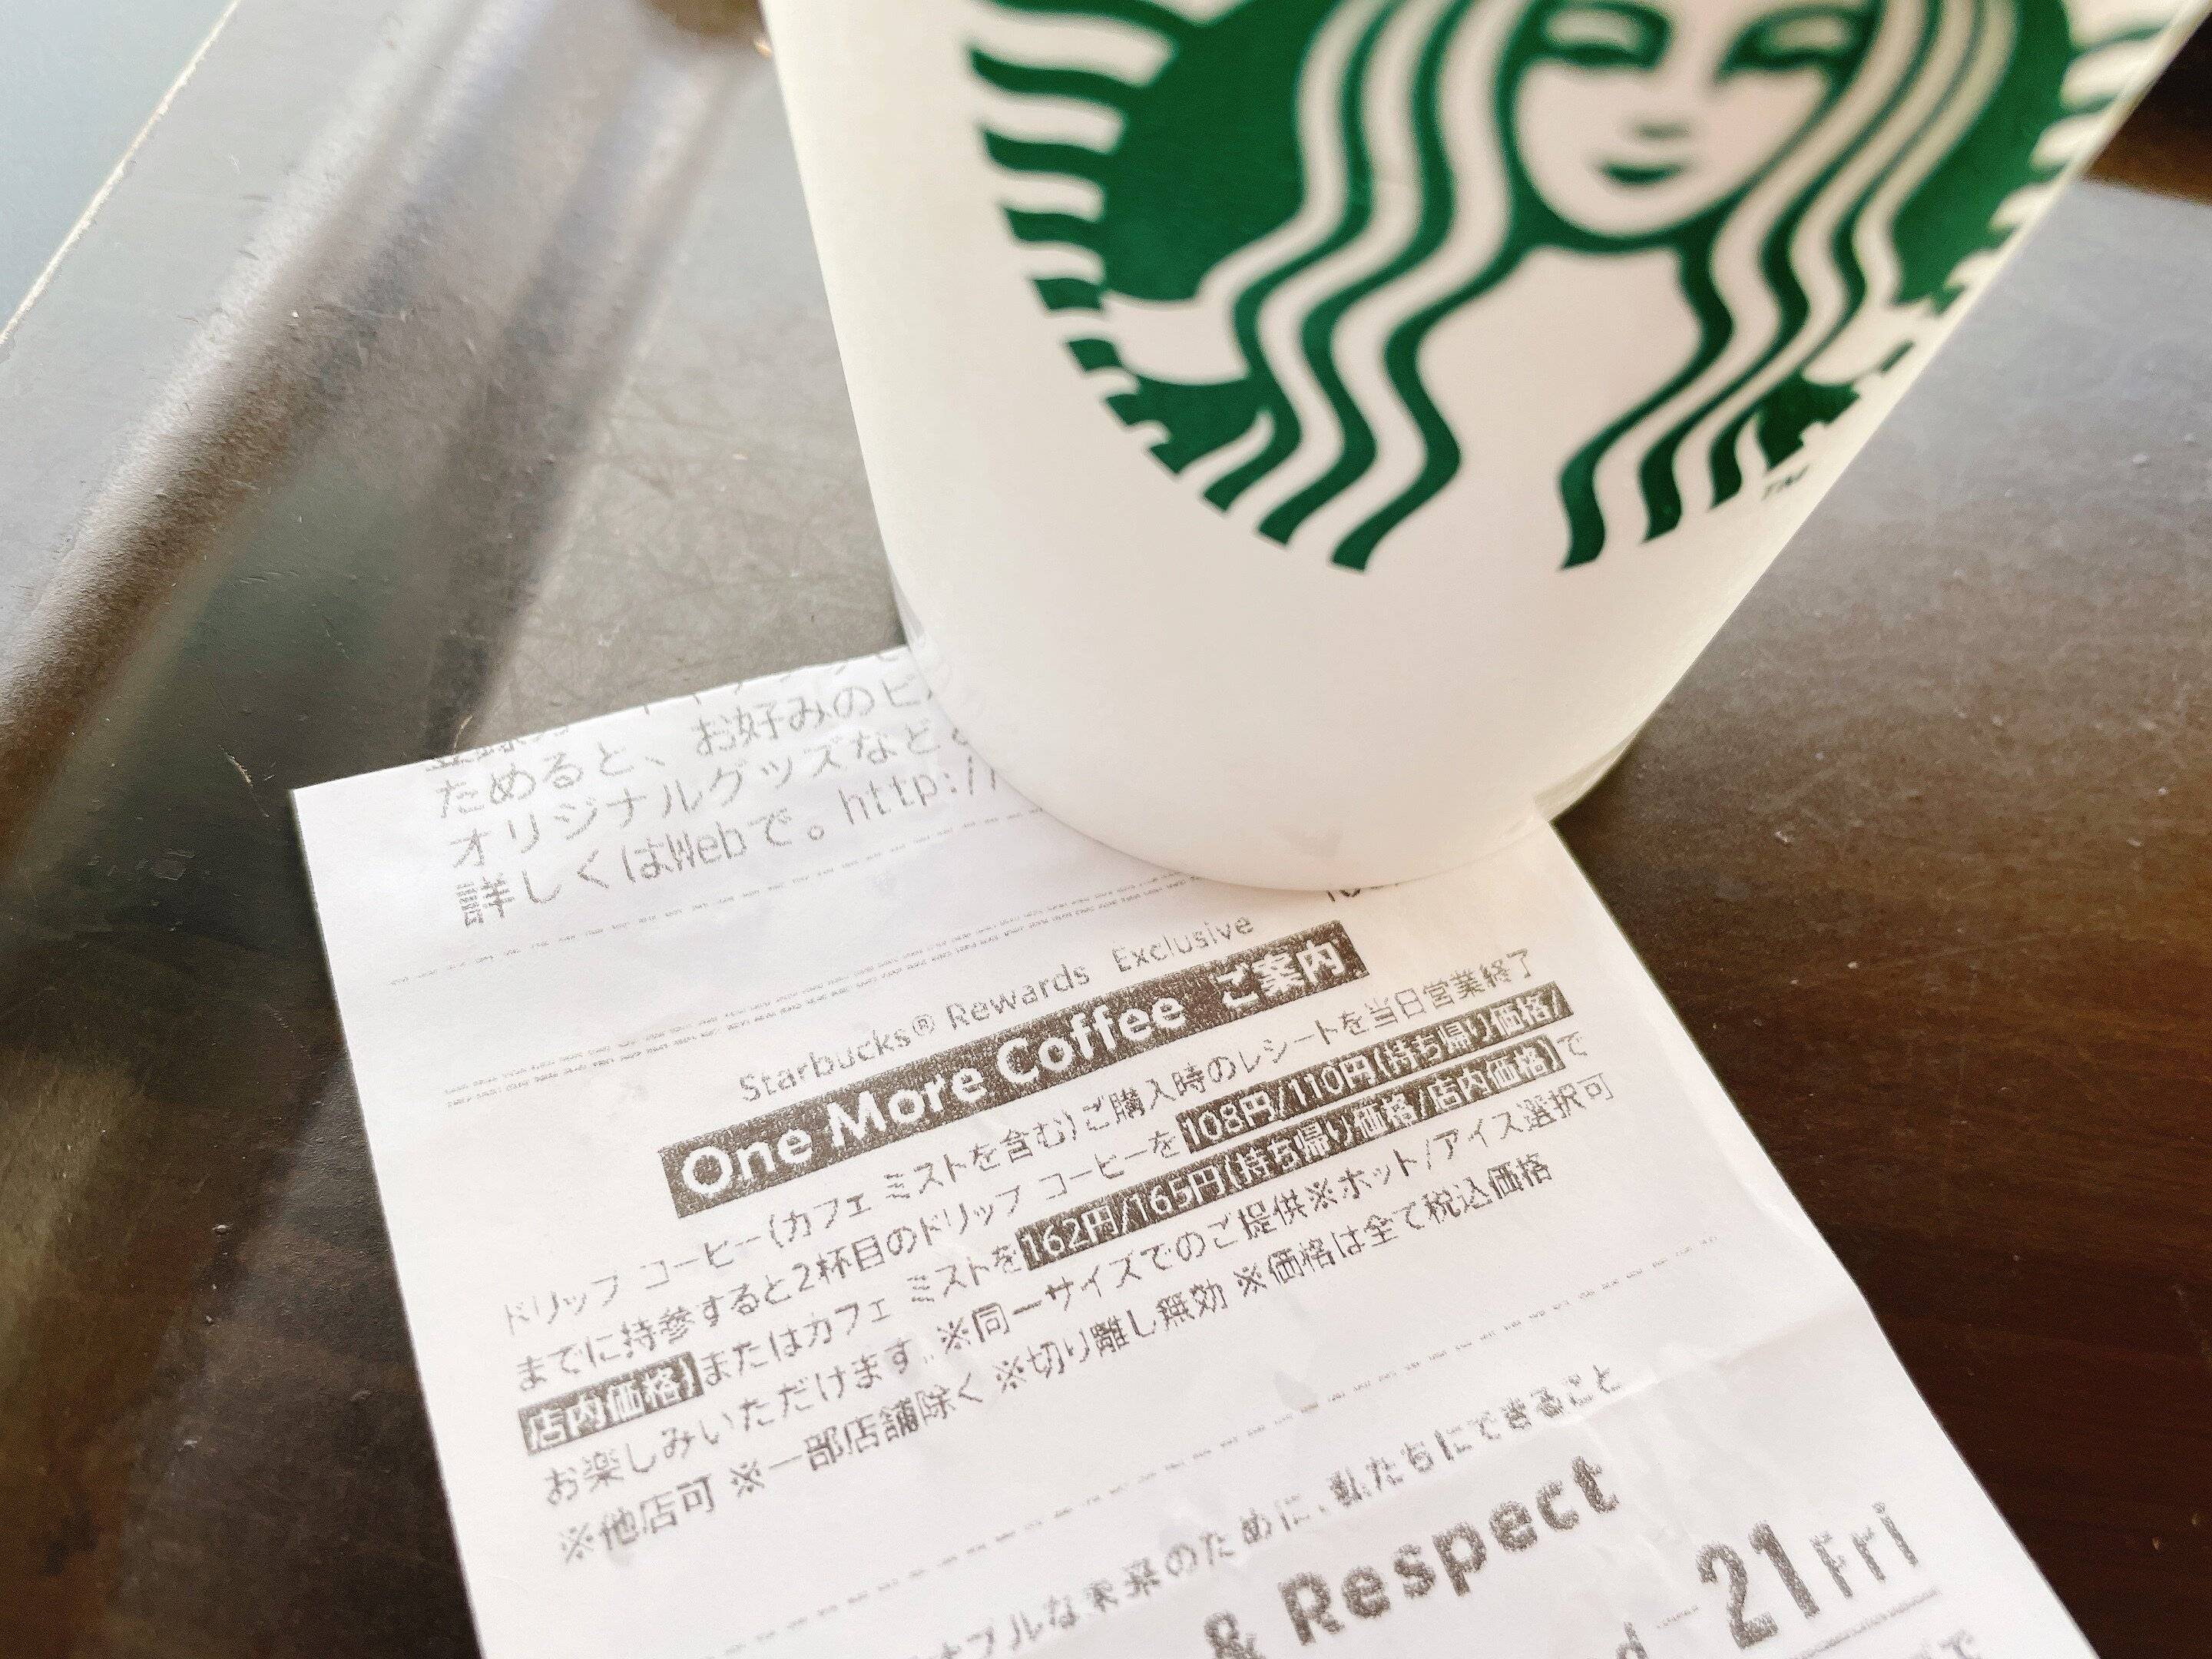 ためると、お好みのビ
オリジナルグッズなどと
詳しくはWebで。http://
Starbucks® Rewards Exclusive
One More Coffee ご案内
ドリップ コーヒー(カフェ ミストを含む)ご購入時のレシートを当日営業終了
までに持参すると2杯目のドリップ コーヒーを108円/110円(持ち帰り価格/
店内価格)またはカフェ ミストを162円/165円(持ち帰り価格/店内価格)で
お楽しみいただけます。※同一サイズでのご提供※ホット/アイス選択可
※他店可 ※一部店舗除く ※切り離し無効 ※価格は全て税込価格
ナブルな未来のために、私たちにできること
& Respect
21 Fri
TM